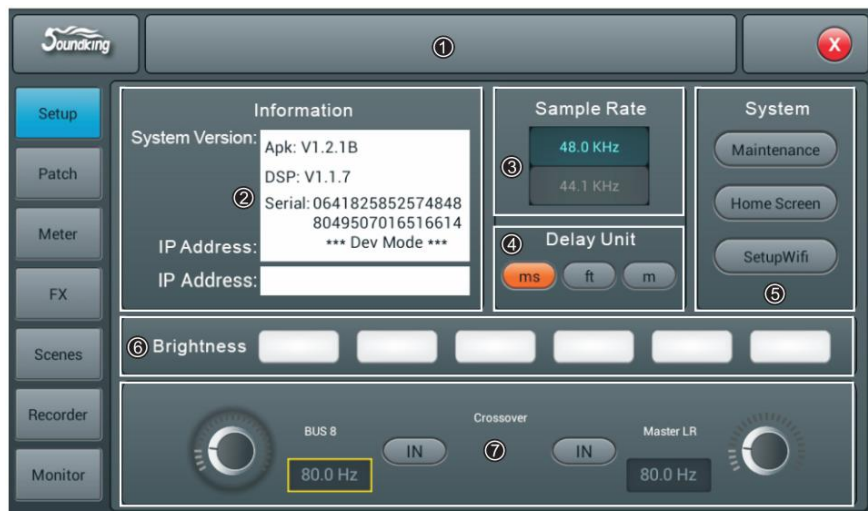 Soundking
①
X
Setup
Patch
Meter
FX
Scenes
Recorder
Monitor
Information
System Version:
Apk: V1.2.1B
DSP: V1.1.7
②
Serial: 0641825852574848
8049507016516614
*** Dev Mode ***
IP Address:
IP Address:
Sample Rate
48.0 KHz
③
44.1 KHz
④ Delay Unit
ms ft m
System
Maintenance
Home Screen
SetupWifi
⑤
⑥ Brightness
BUS 8
80.0 Hz
IN
Crossover
⑦
IN
Master LR
80.0 Hz